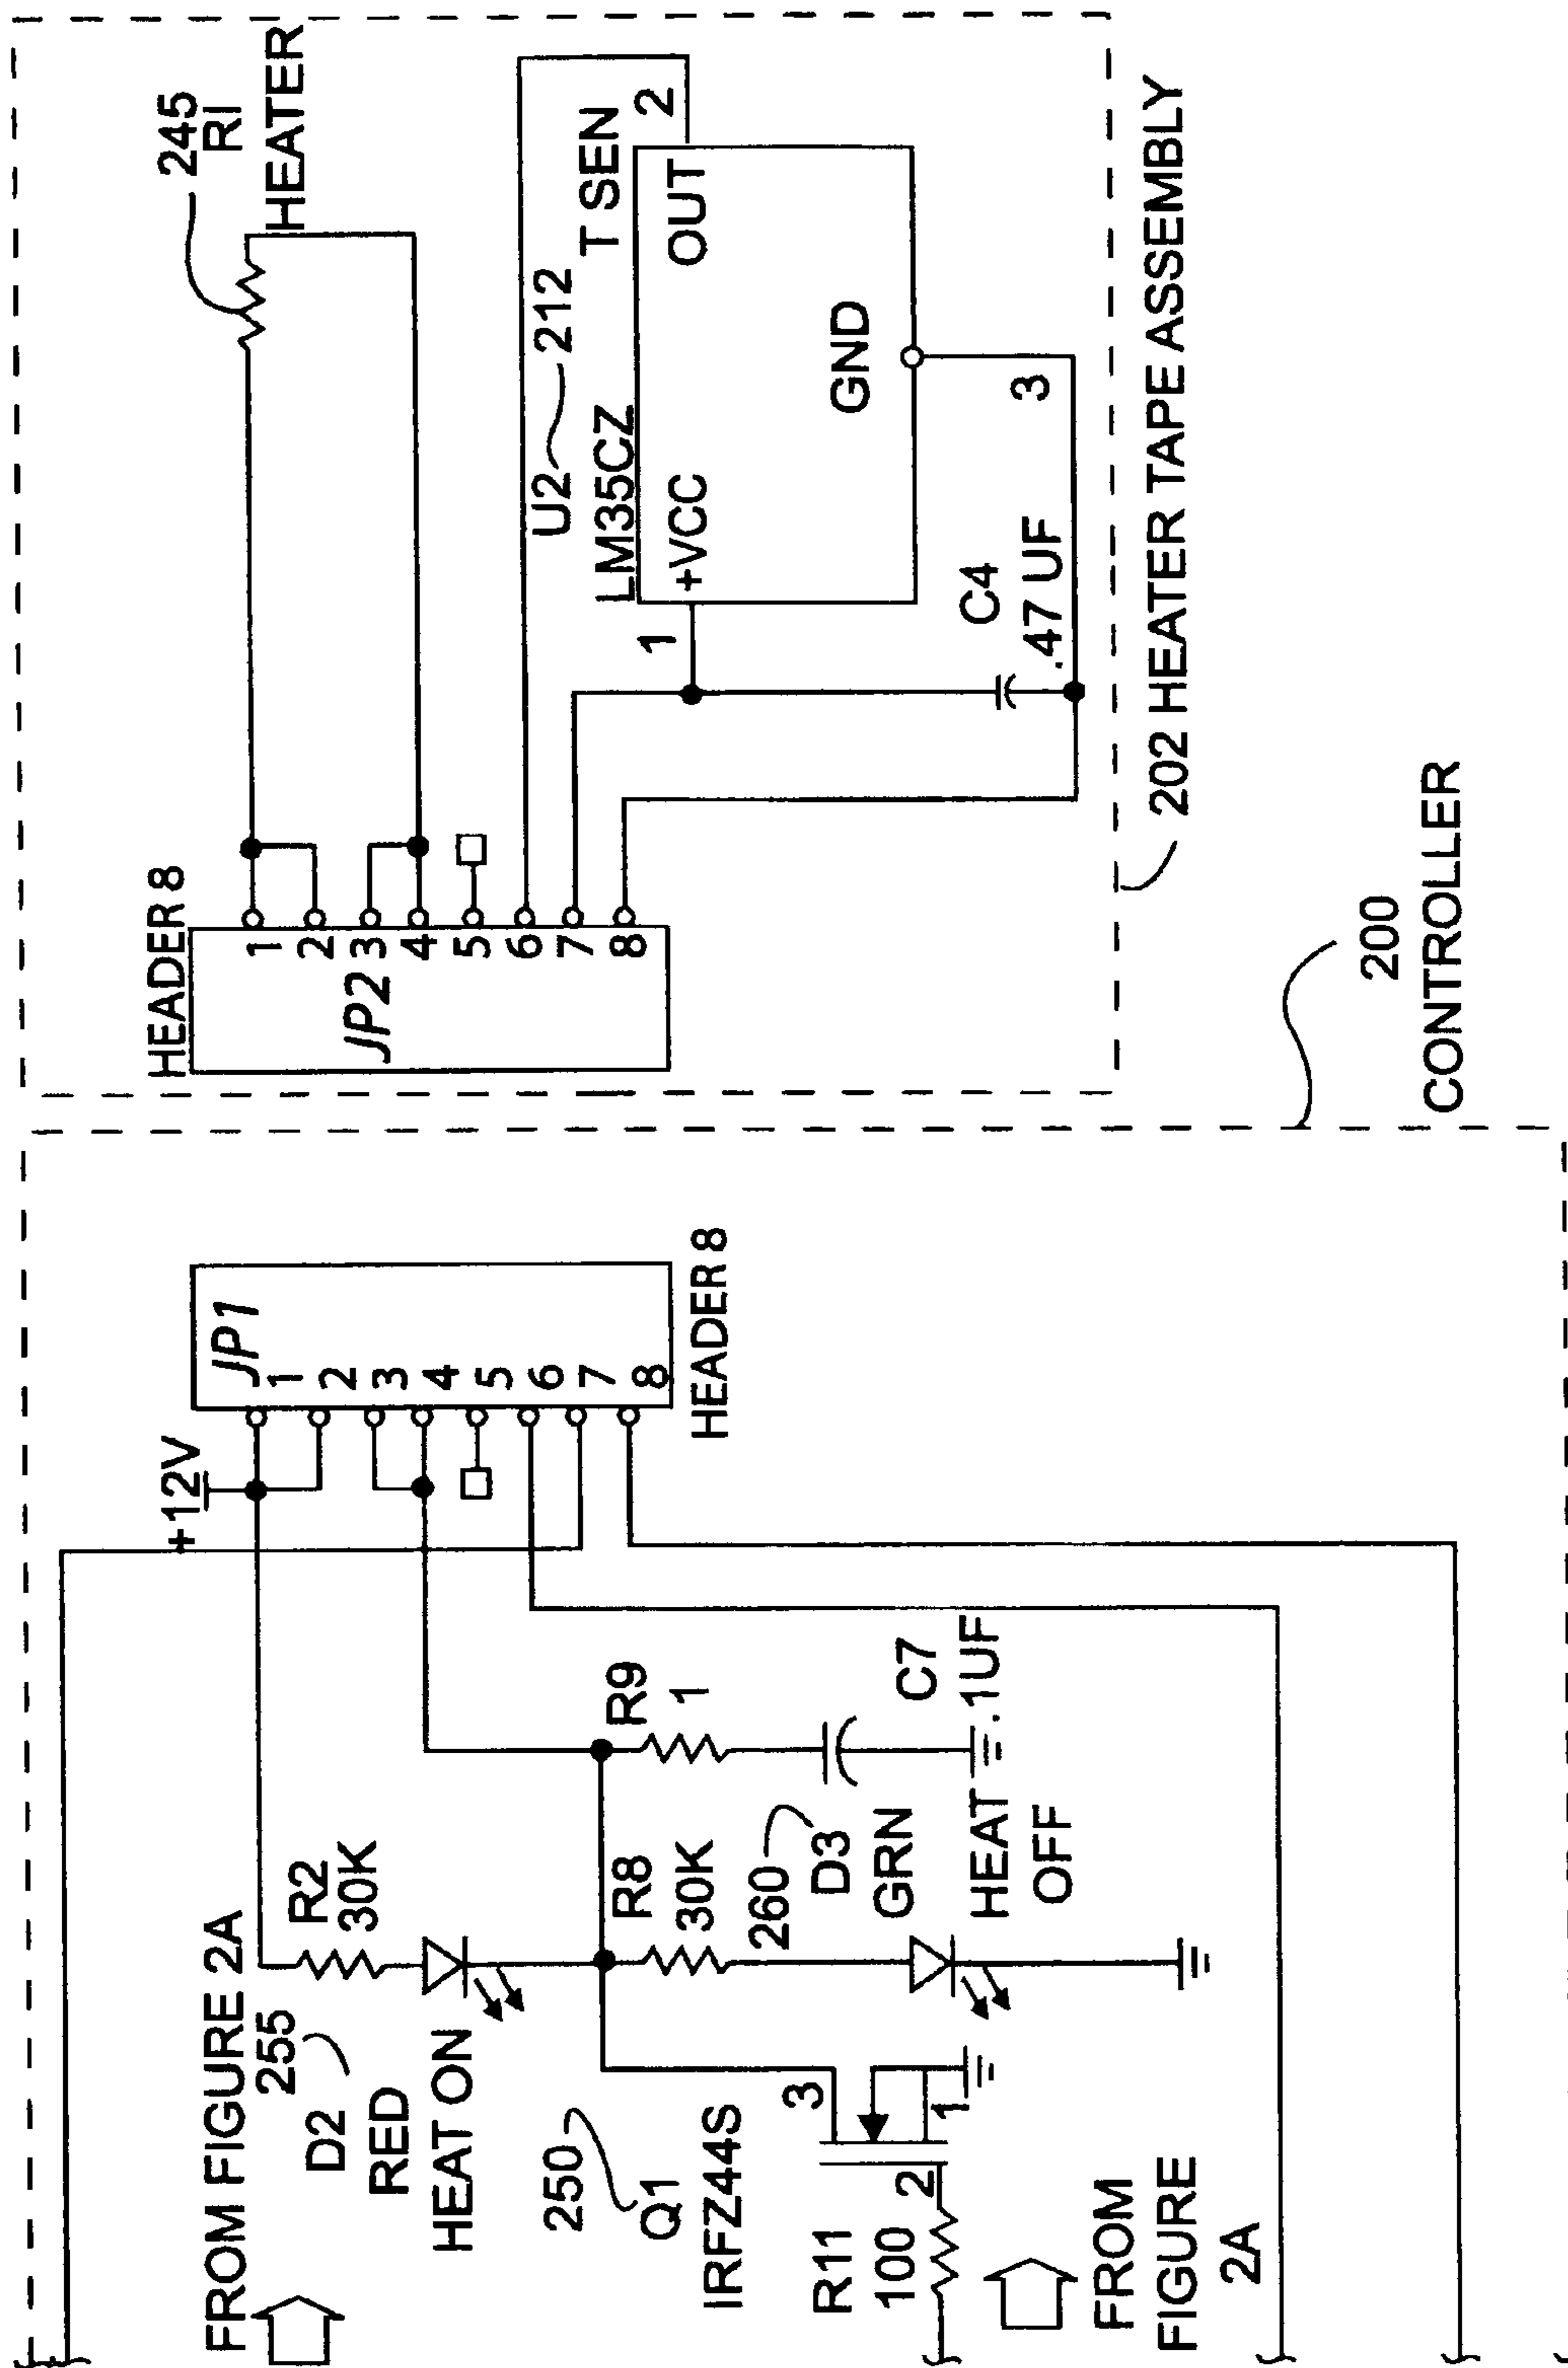 FROM FIGURE 2A
255
D2
RED
HEAT ON
R2
30K
+12V
JP1
1
2
3
4
5
6
7
8
HEADER 8
250
Q1
IRFZ44S
3
1
2
R11
100
FROM
FIGURE
2A
R8
30K
260
D3
GRN
HEAT
OFF
R9
1
C7
.1UF
HEADER 8
JP2
1
2
3
4
5
6
7
8
245
RI
HEATER
U2
212
LM35CZ
T SEN
+VCC
OUT
GND
1
2
3
C4
.47 UF
202 HEATER TAPE ASSEMBLY
200
CONTROLLER